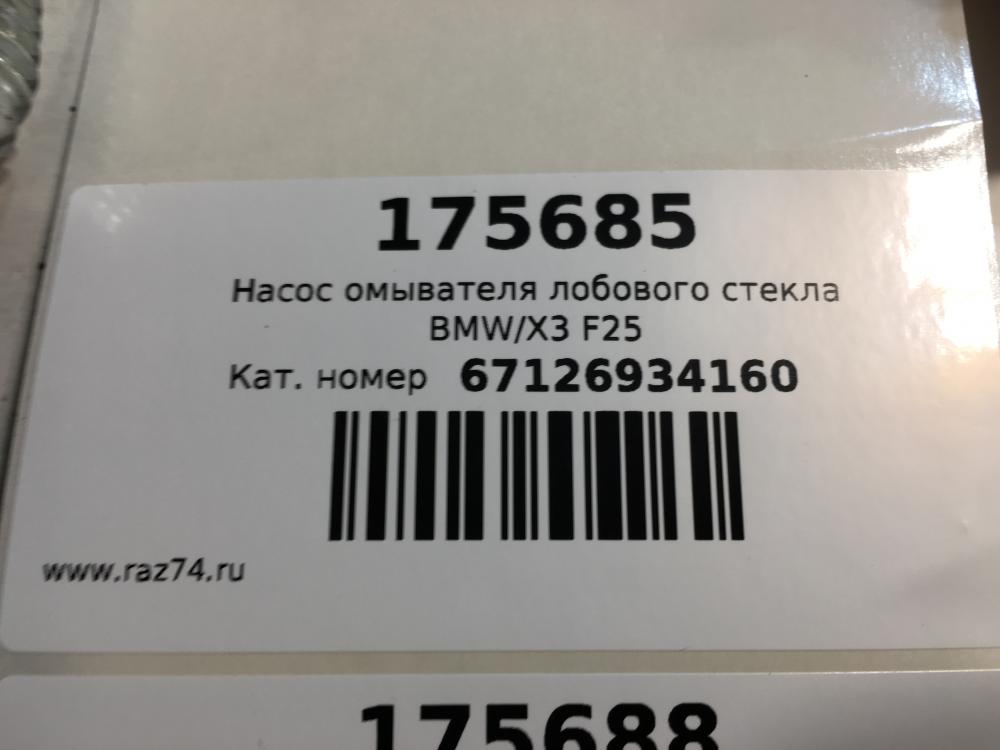 175685
Насос омывателя лобового стекла
BMW/X3 F25
Кат. номер 67126934160
www.raz74.ru
175688